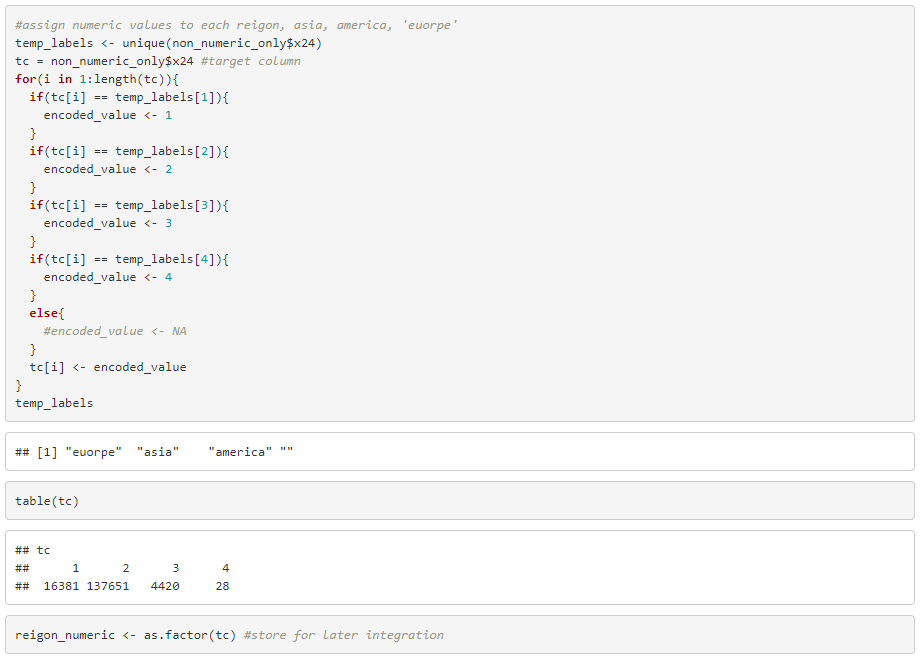 #assign numeric values to each reigon, asia, america, 'euorpe'
temp_labels <- unique(non_numeric_only$x24)
tc = non_numeric_only$x24 #target column
for(i in 1:length(tc)){
  if(tc[i] == temp_labels[1]){
    encoded_value <- 1
  }
  if(tc[i] == temp_labels[2]){
    encoded_value <- 2
  }
  if(tc[i] == temp_labels[3]){
    encoded_value <- 3
  }
  if(tc[i] == temp_labels[4]){
    encoded_value <- 4
  }
  else{
    #encoded_value <- NA
  }
  tc[i] <- encoded_value
}
temp_labels
## [1] "euorpe"  "asia"    "america" ""
table(tc)
## tc
##      1      2      3      4
##  16381 137651   4420     28
reigon_numeric <- as.factor(tc) #store for later integration